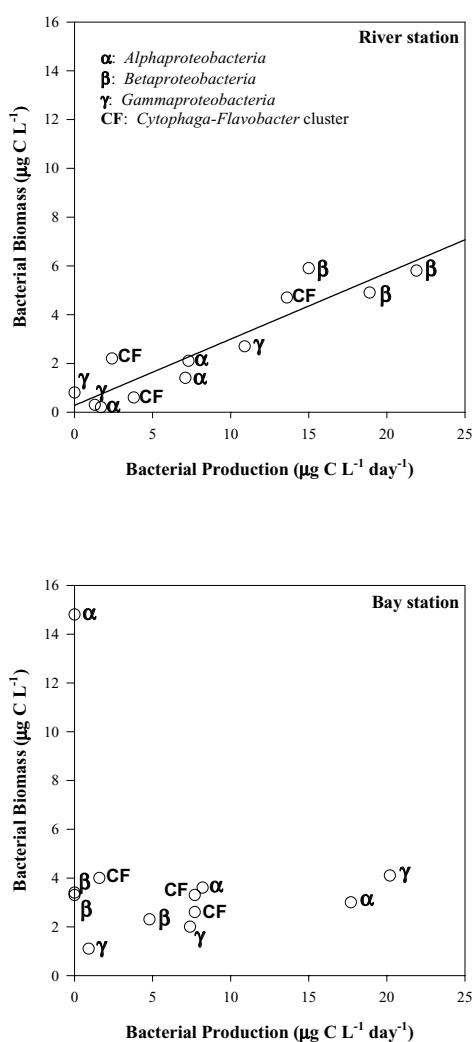 River station
α: Alphaproteobacteria
β: Betaproteobacteria
γ: Gammaproteobacteria
CF: Cytophaga-Flavobacter cluster
16
14
12
10
8
6
4
2
0
Bacterial Biomass (μg C L⁻¹)
β
β
β
CF
γ
CF
α
α
γ
γ
α
CF
0 5 10 15 20 25
Bacterial Production (μg C L⁻¹ day⁻¹)
Bay station
16
14
12
10
8
6
4
2
0
Bacterial Biomass (μg C L⁻¹)
α
β
CF
β
γ
β
CF
α
CF
γ
α
γ
0 5 10 15 20 25
Bacterial Production (μg C L⁻¹ day⁻¹)